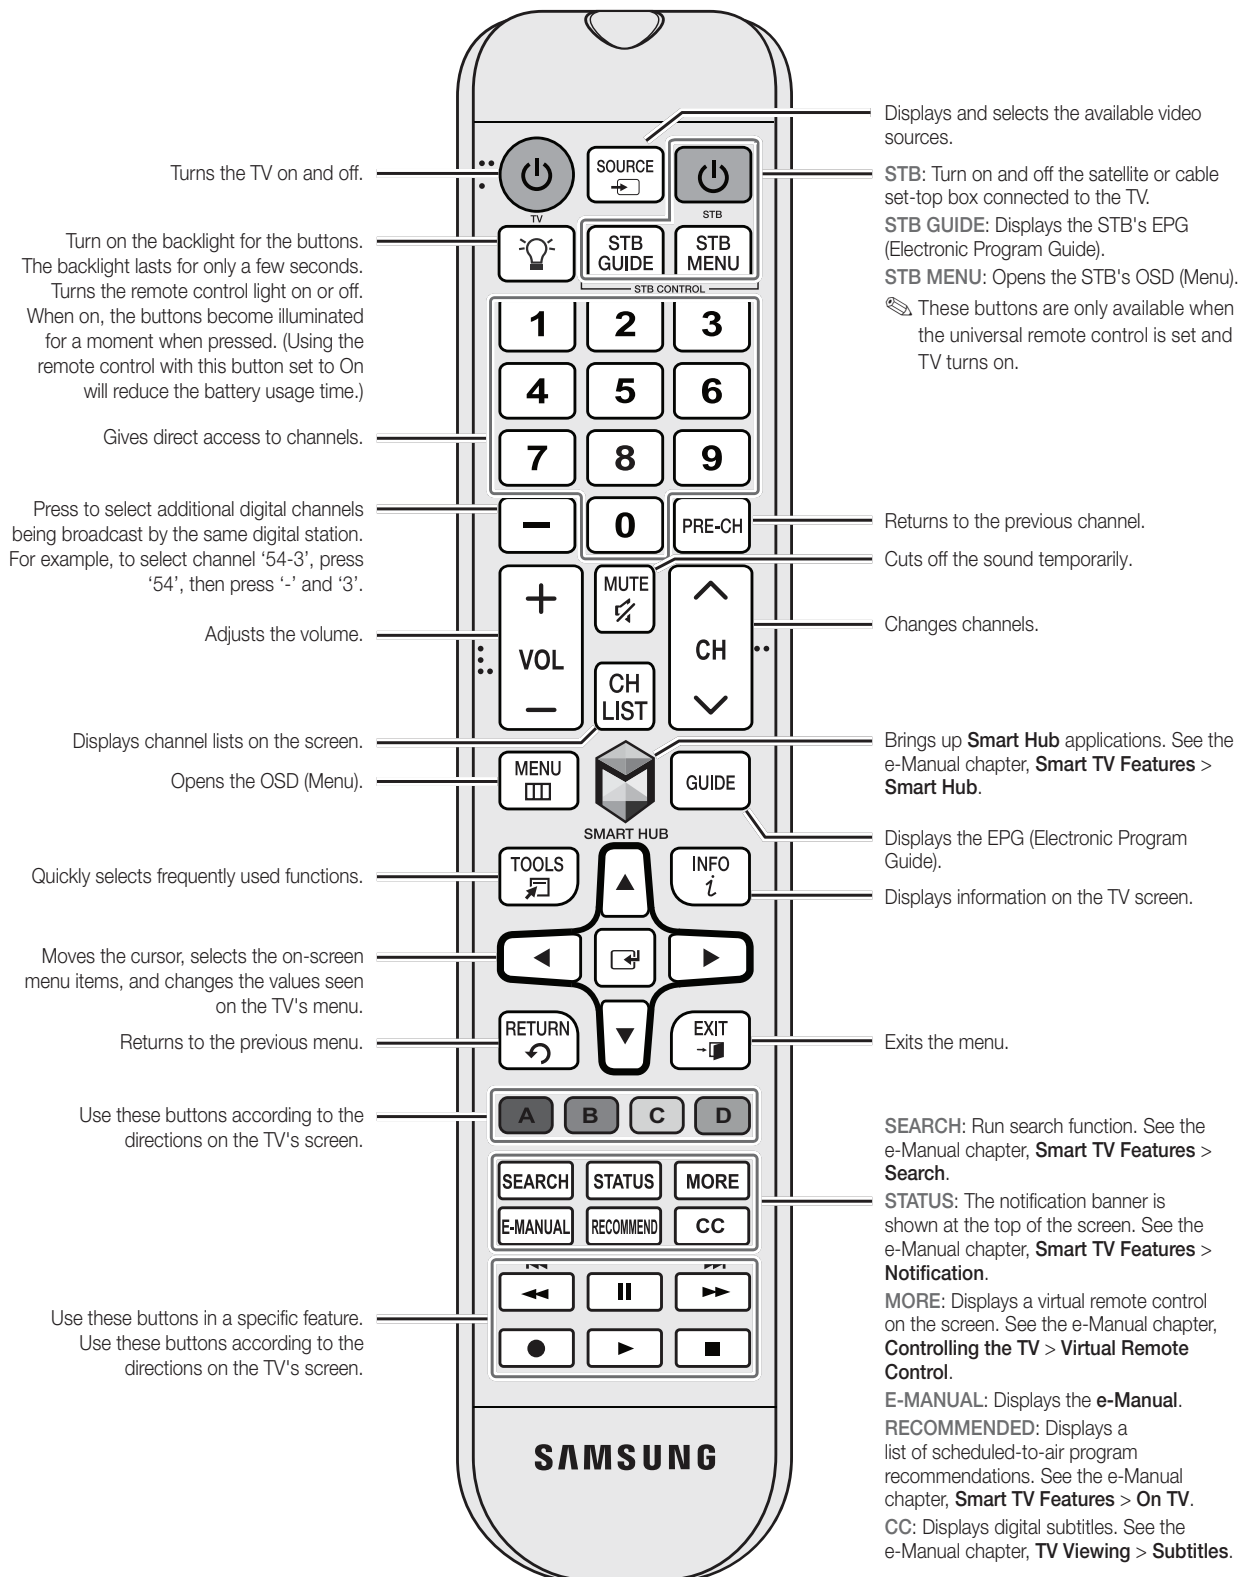 Displays and selects the available video
sources.
Turns the TV on and off.
SOURCE
TV
STB
STB: Turn on and off the satellite or cable
set-top box connected to the TV.
STB GUIDE: Displays the STB's EPG
(Electronic Program Guide).
STB MENU: Opens the STB's OSD (Menu).
✎ These buttons are only available when
the universal remote control is set and
TV turns on.
Turn on the backlight for the buttons.
The backlight lasts for only a few seconds.
Turns the remote control light on or off.
When on, the buttons become illuminated
for a moment when pressed. (Using the
remote control with this button set to On
will reduce the battery usage time.)
STB
GUIDE
STB
MENU
STB CONTROL
1 2 3
4 5 6
7 8 9
Gives direct access to channels.
Press to select additional digital channels
being broadcast by the same digital station.
For example, to select channel ‘54-3’, press
‘54’, then press ‘-’ and ‘3’.
– 0 PRE-CH
Returns to the previous channel.
Cuts off the sound temporarily.
MUTE
Adjusts the volume.
+
VOL
–
CH
Changes channels.
CH
LIST
Displays channel lists on the screen.
Opens the OSD (Menu).
MENU
SMART HUB
GUIDE
Brings up Smart Hub applications. See the
e-Manual chapter, Smart TV Features >
Smart Hub.
Displays the EPG (Electronic Program
Guide).
Quickly selects frequently used functions.
TOOLS
INFO
i
Displays information on the TV screen.
Moves the cursor, selects the on-screen
menu items, and changes the values seen
on the TV's menu.
Returns to the previous menu.
RETURN
EXIT
Exits the menu.
Use these buttons according to the
directions on the TV's screen.
A B C D
SEARCH STATUS MORE
E-MANUAL RECOMMEND CC
SEARCH: Run search function. See the
e-Manual chapter, Smart TV Features >
Search.
STATUS: The notification banner is
shown at the top of the screen. See the
e-Manual chapter, Smart TV Features >
Notification.
MORE: Displays a virtual remote control
on the screen. See the e-Manual chapter,
Controlling the TV > Virtual Remote
Control.
E-MANUAL: Displays the e-Manual.
RECOMMENDED: Displays a
list of scheduled-to-air program
recommendations. See the e-Manual
chapter, Smart TV Features > On TV.
CC: Displays digital subtitles. See the
e-Manual chapter, TV Viewing > Subtitles.
Use these buttons in a specific feature.
Use these buttons according to the
directions on the TV's screen.
SAMSUNG